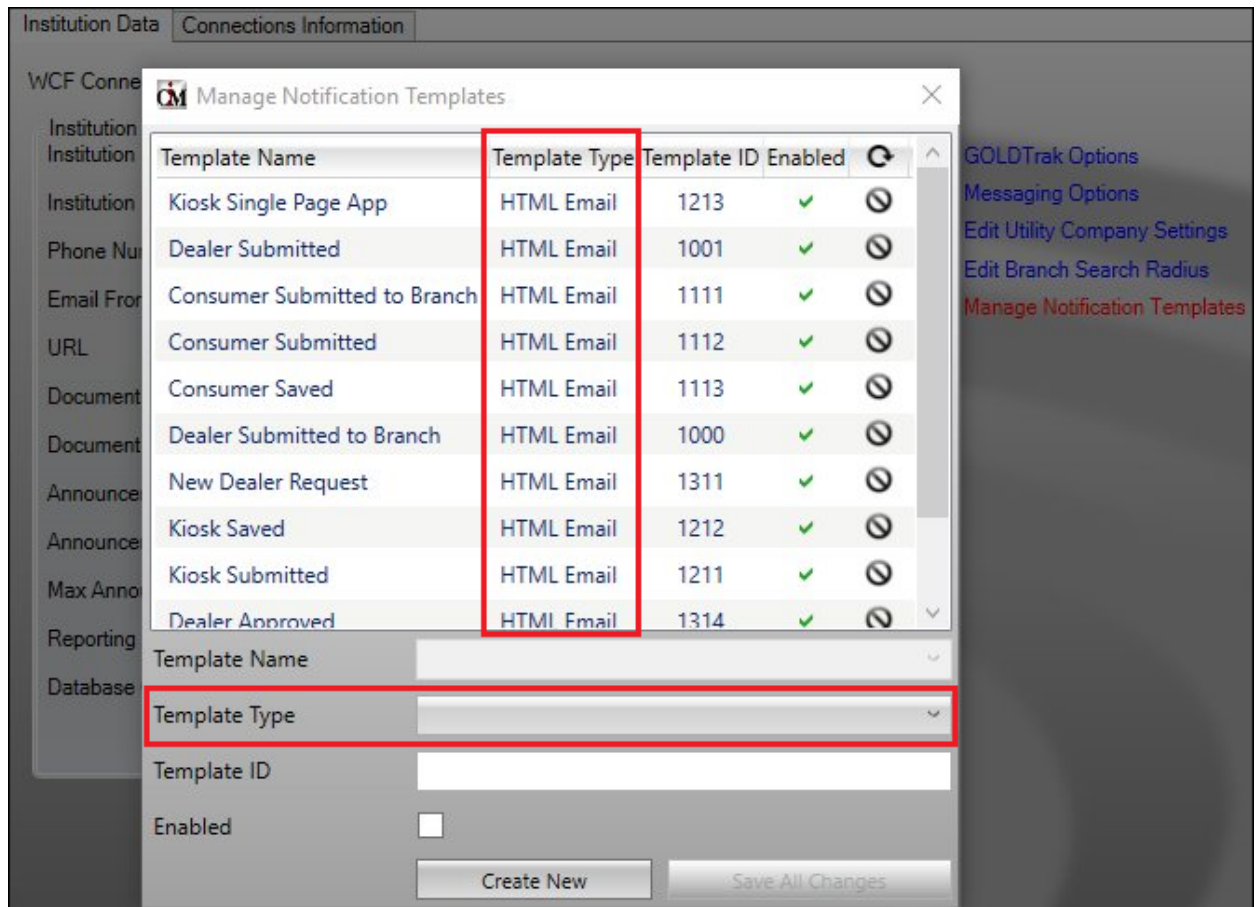 Institution Data Connections Information
WCF Conne
CIM Manage Notification Templates
Institution
Institution Template Name Template Type Template ID Enabled GOLDTrak Options
Institution Kiosk Single Page App HTML Email 1213 Messaging Options
Phone Nu Dealer Submitted HTML Email 1001 Edit Utility Company Settings
Email Fror Consumer Submitted to Branch HTML Email 1111 Edit Branch Search Radius
Manage Notification Templates
URL Consumer Submitted HTML Email 1112
Document Consumer Saved HTML Email 1113
Document Dealer Submitted to Branch HTML Email 1000
Announce New Dealer Request HTML Email 1311
Announce Kiosk Saved HTML Email 1212
Max Anno Kiosk Submitted HTML Email 1211
Dealer Approved HTML Email 1314
Reporting Template Name
Database Template Type
Template ID
Enabled
Create New Save All Changes